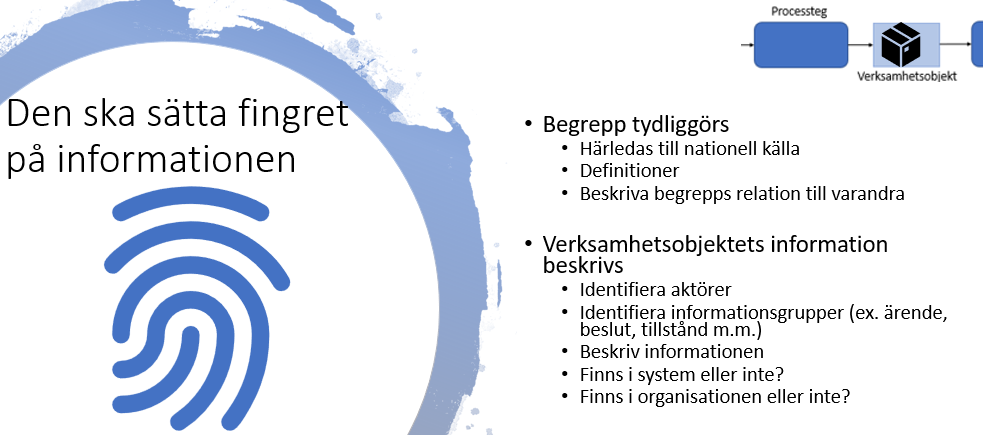 Processteg
Verksamhetsobjekt
Den ska sätta fingret
på informationen
• Begrepp tydliggörs
• Härledas till nationell källa
• Definitioner
• Beskriva begrepps relation till varandra
• Verksamhetsobjektets information
beskrivs
• Identifiera aktörer
• Identifiera informationsgrupper (ex. ärende,
beslut, tillstånd m.m.)
• Beskriv informationen
• Finns i system eller inte?
• Finns i organisationen eller inte?